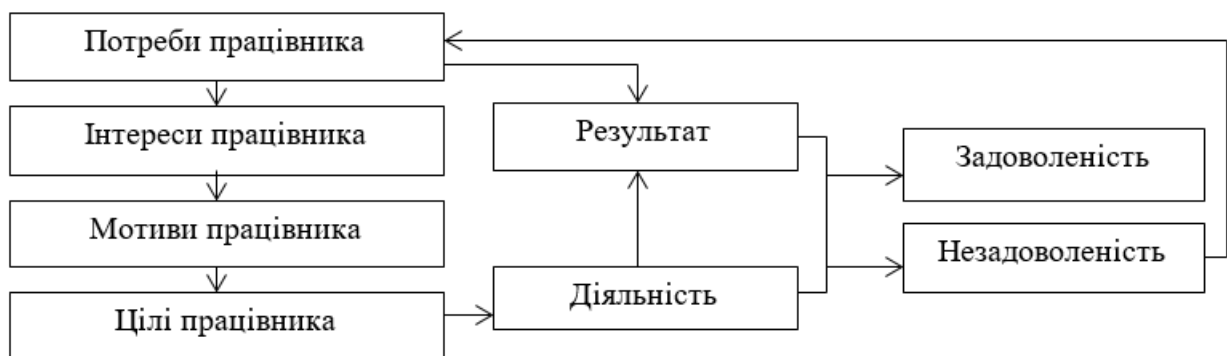 Потреби працівника
Інтереси працівника
Мотиви працівника
Цілі працівника
Результат
Діяльність
Задоволеність
Незадоволеність